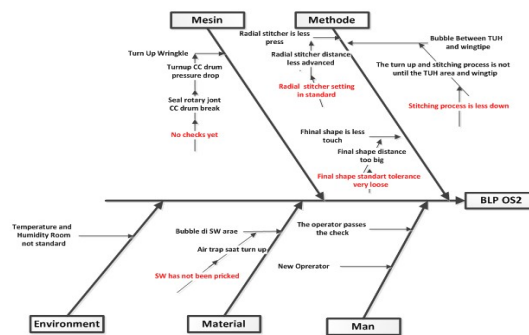 Mesin
Methode
Turn Up Wringkle
Turnup CC drum
pressure drop
Seal rotary jont
CC drum break
No checks yet
Radial stitcher is less
press
Radial stitcher distance
less advanced
Radial stitcher setting
in standard
Bubble Between TUH
and wingtipe
The turn up and stitching process is not
until the TUH area and wingtip
Stitching process is less down
Fhinal shape is less
touch
Final shape distance
too big
Final shape standart tolerance
very loose
BLP OS2
Temperature and
Humidity Room
not standard
Bubble di SW arae
Air trap saat turn up
SW has not been pricked
The operator passes
the check
New Oprerator
Environment
Material
Man